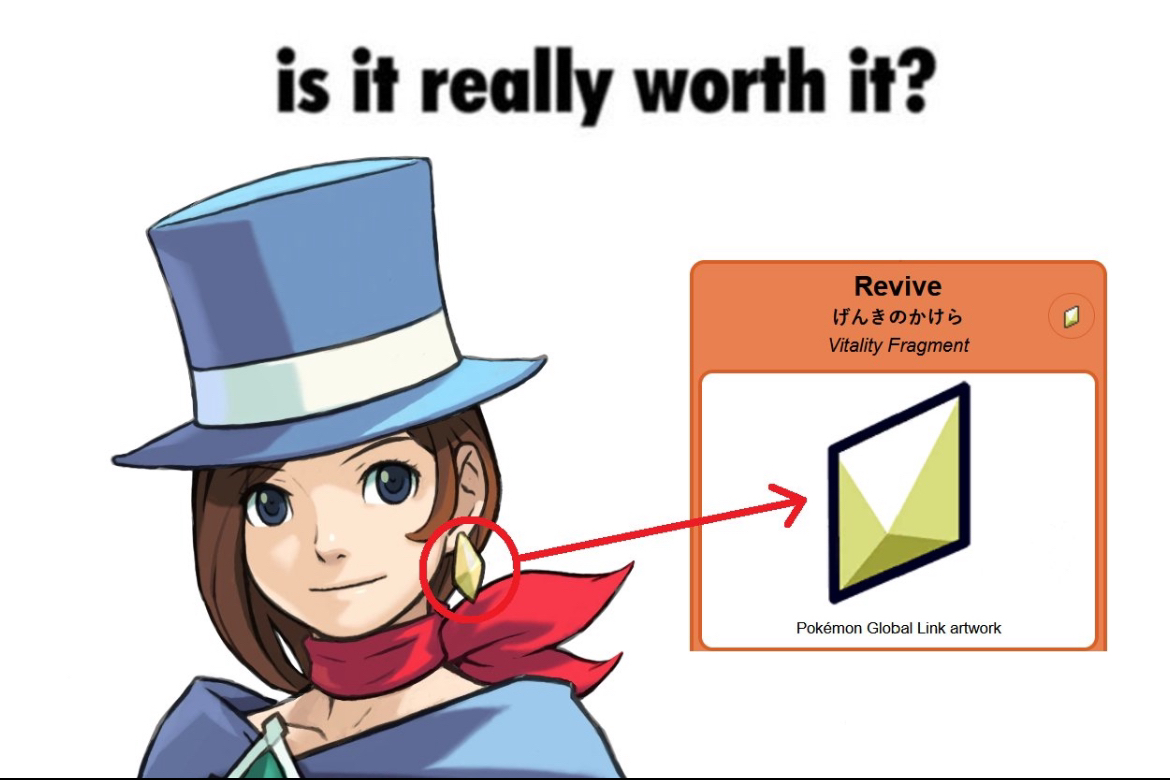 is it really worth it?
Revive
げんきのかけら
Vitality Fragment
Pokémon Global Link artwork